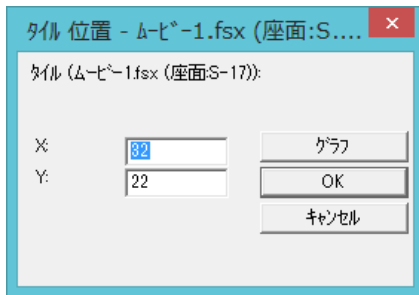 ﾀｲﾙ 位置 - ﾑｰﾋﾞｰ1.fsx (座面:S....
ﾀｲﾙ (ﾑｰﾋﾞｰ1.fsx (座面:S-17)):
X: 32
ｸﾞﾗﾌ
Y: 22
OK
ｷｬﾝｾﾙ